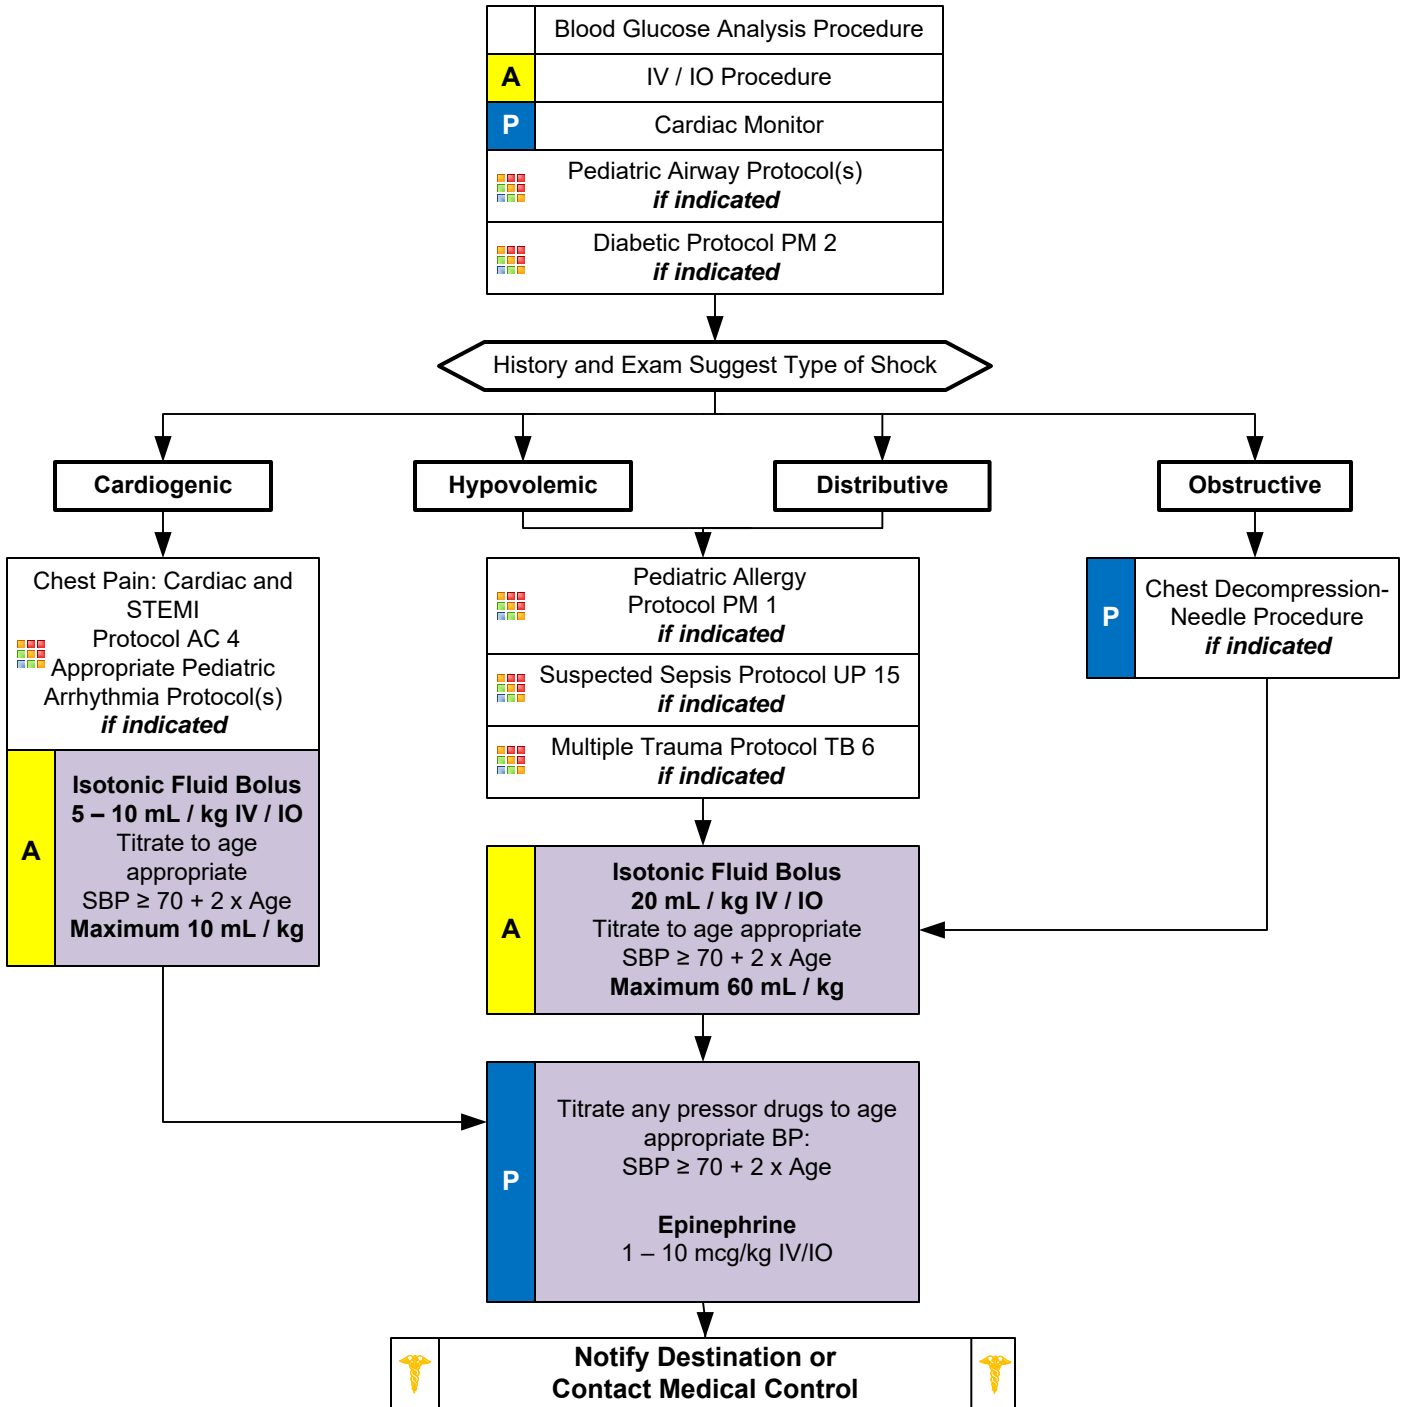 Blood Glucose Analysis Procedure
A
IV / IO Procedure
P
Cardiac Monitor
Pediatric Airway Protocol(s)
if indicated
Diabetic Protocol PM 2
if indicated
History and Exam Suggest Type of Shock
Cardiogenic
Hypovolemic
Distributive
Obstructive
Chest Pain: Cardiac and
STEMI
Protocol AC 4
Appropriate Pediatric
Arrhythmia Protocol(s)
if indicated
A
Isotonic Fluid Bolus
5 – 10 mL / kg IV / IO
Titrate to age
appropriate
SBP ≥ 70 + 2 x Age
Maximum 10 mL / kg
Pediatric Allergy
Protocol PM 1
if indicated
Suspected Sepsis Protocol UP 15
if indicated
Multiple Trauma Protocol TB 6
if indicated
P
Chest Decompression-
Needle Procedure
if indicated
A
Isotonic Fluid Bolus
20 mL / kg IV / IO
Titrate to age appropriate
SBP ≥ 70 + 2 x Age
Maximum 60 mL / kg
P
Titrate any pressor drugs to age
appropriate BP:
SBP ≥ 70 + 2 x Age
Epinephrine
1 – 10 mcg/kg IV/IO
Notify Destination or
Contact Medical Control